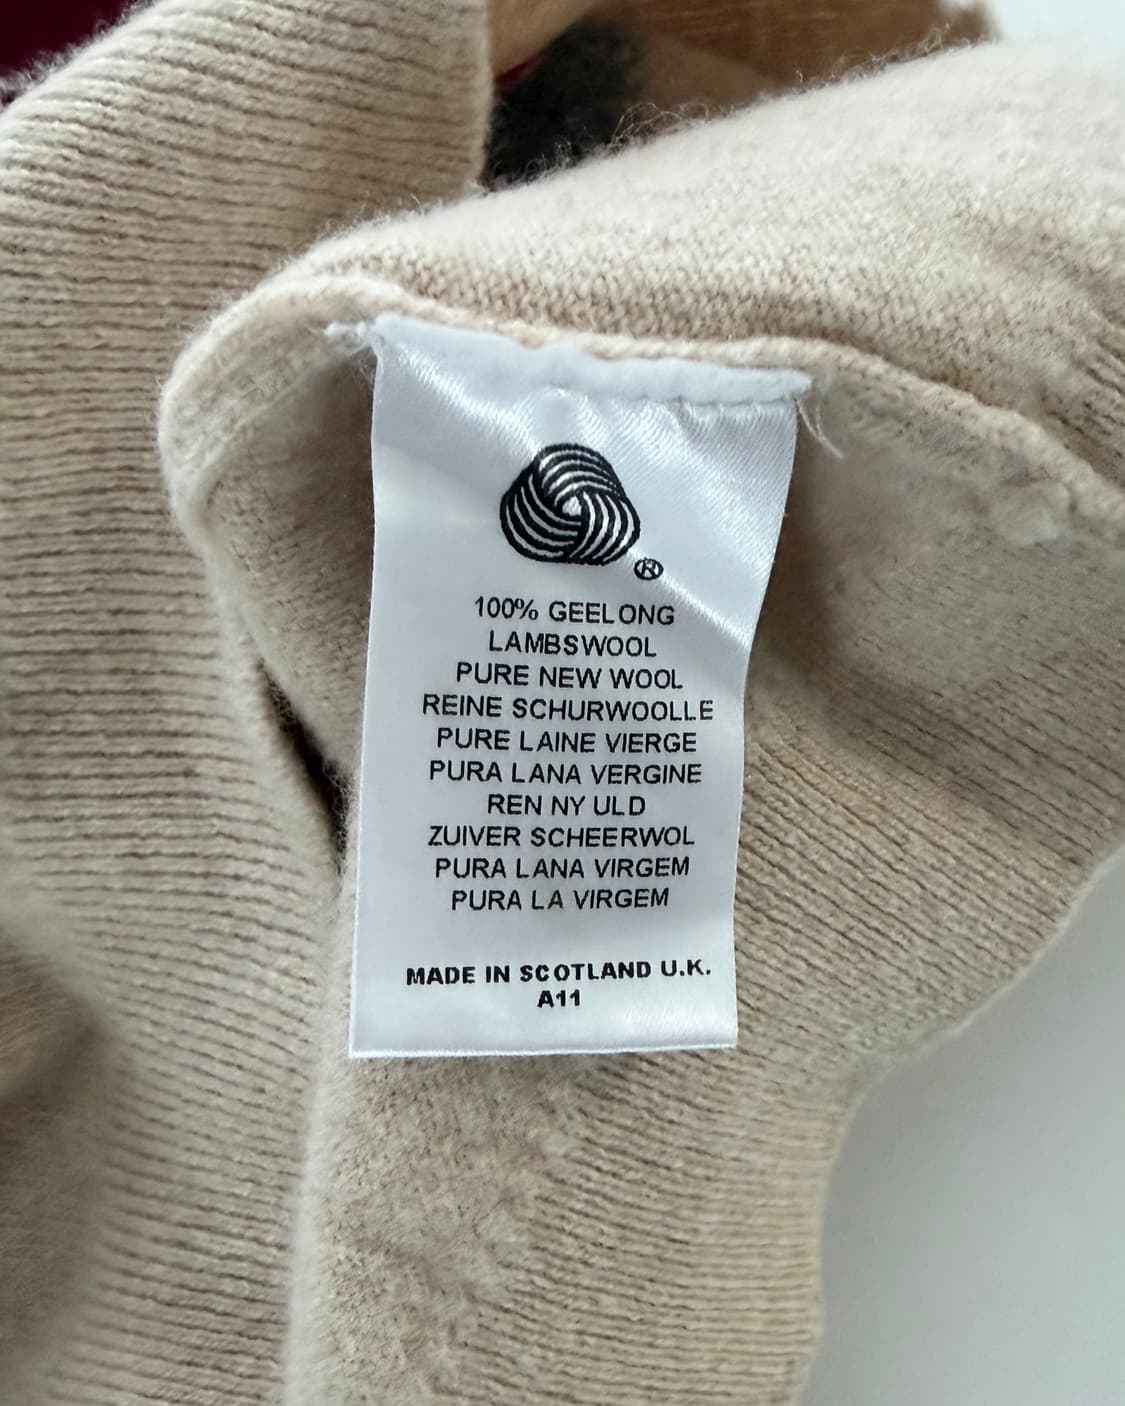 ®
100% GEELONG
LAMBSWOOL
PURE NEW WOOL
REINE SCHURWOOLLE
PURE LAINE VIERGE
PURA LANA VERGINE
REN NY ULD
ZUIVER SCHEERWOL
PURA LANA VIRGEM
PURA LA VIRGEM
MADE IN SCOTLAND U.K.
A11